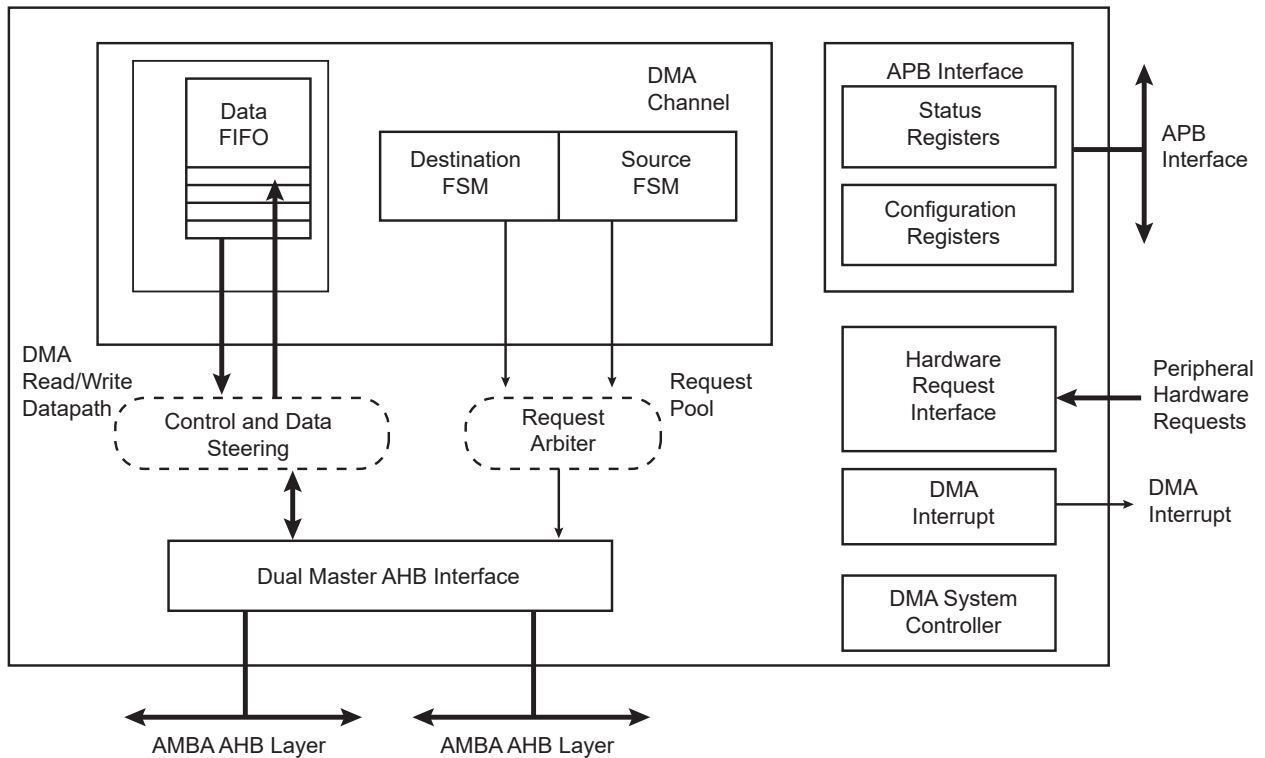 Data
FIFO
DMA
Channel
Destination
FSM
Source
FSM
APB Interface
Status
Registers
Configuration
Registers
APB
Interface
DMA
Read/Write
Datapath
Control and Data
Steering
Request
Arbiter
Request
Pool
Hardware
Request
Interface
Peripheral
Hardware
Requests
DMA
Interrupt
DMA
Interrupt
Dual Master AHB Interface
DMA System
Controller
AMBA AHB Layer
AMBA AHB Layer